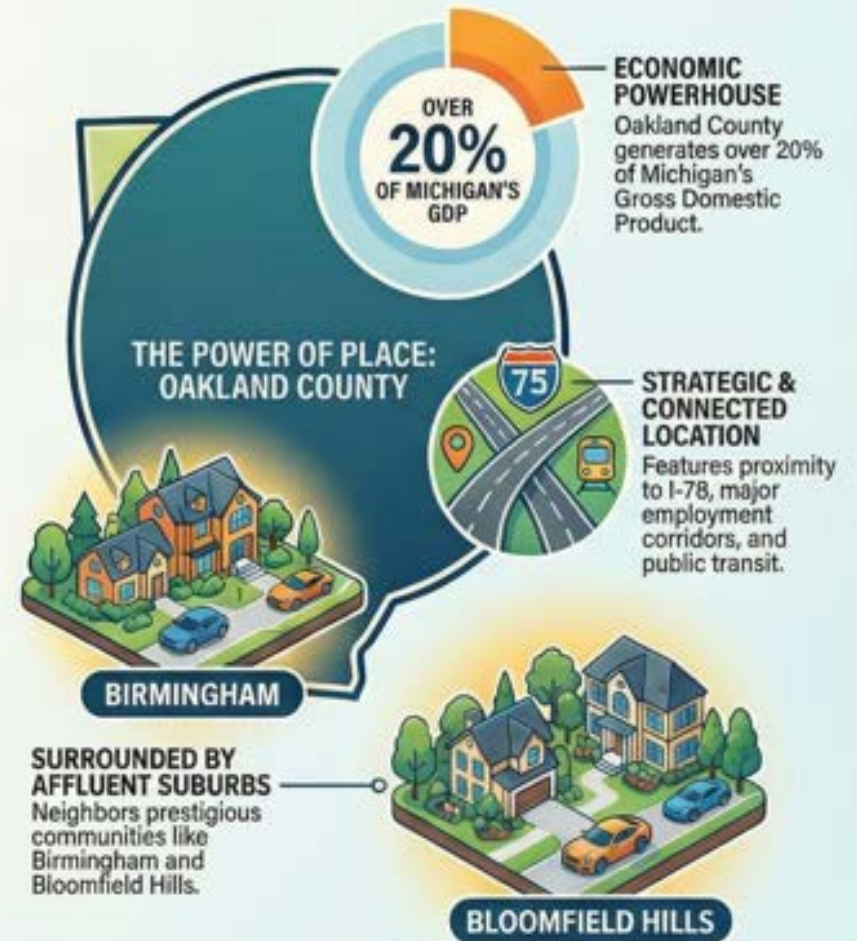 OVER
20%
OF MICHIGAN'S
GDP
ECONOMIC
POWERHOUSE
Oakland County
generates over 20%
of Michigan's
Gross Domestic
Product.
THE POWER OF PLACE:
OAKLAND COUNTY
75
STRATEGIC &
CONNECTED
LOCATION
Features proximity
to I-78, major
employment
corridors, and
public transit.
BIRMINGHAM
SURROUNDED BY
AFFLUENT SUBURBS
Neighbors prestigious
communities like
Birmingham and
Bloomfield Hills.
BLOOMFIELD HILLS